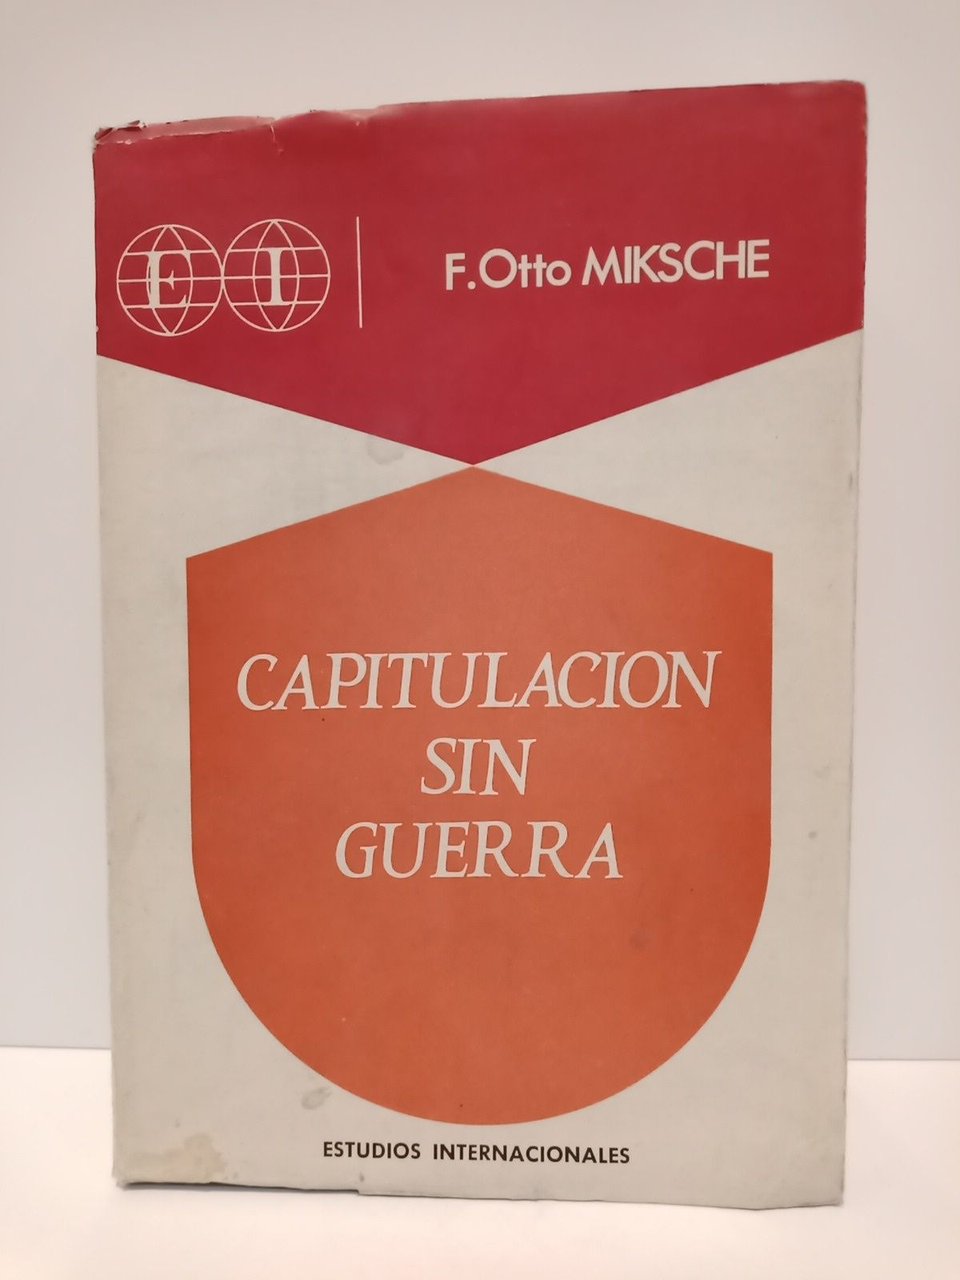 E I
F. Otto MIKSCHE
CAPITULACION
SIN
GUERRA
ESTUDIOS INTERNACIONALES